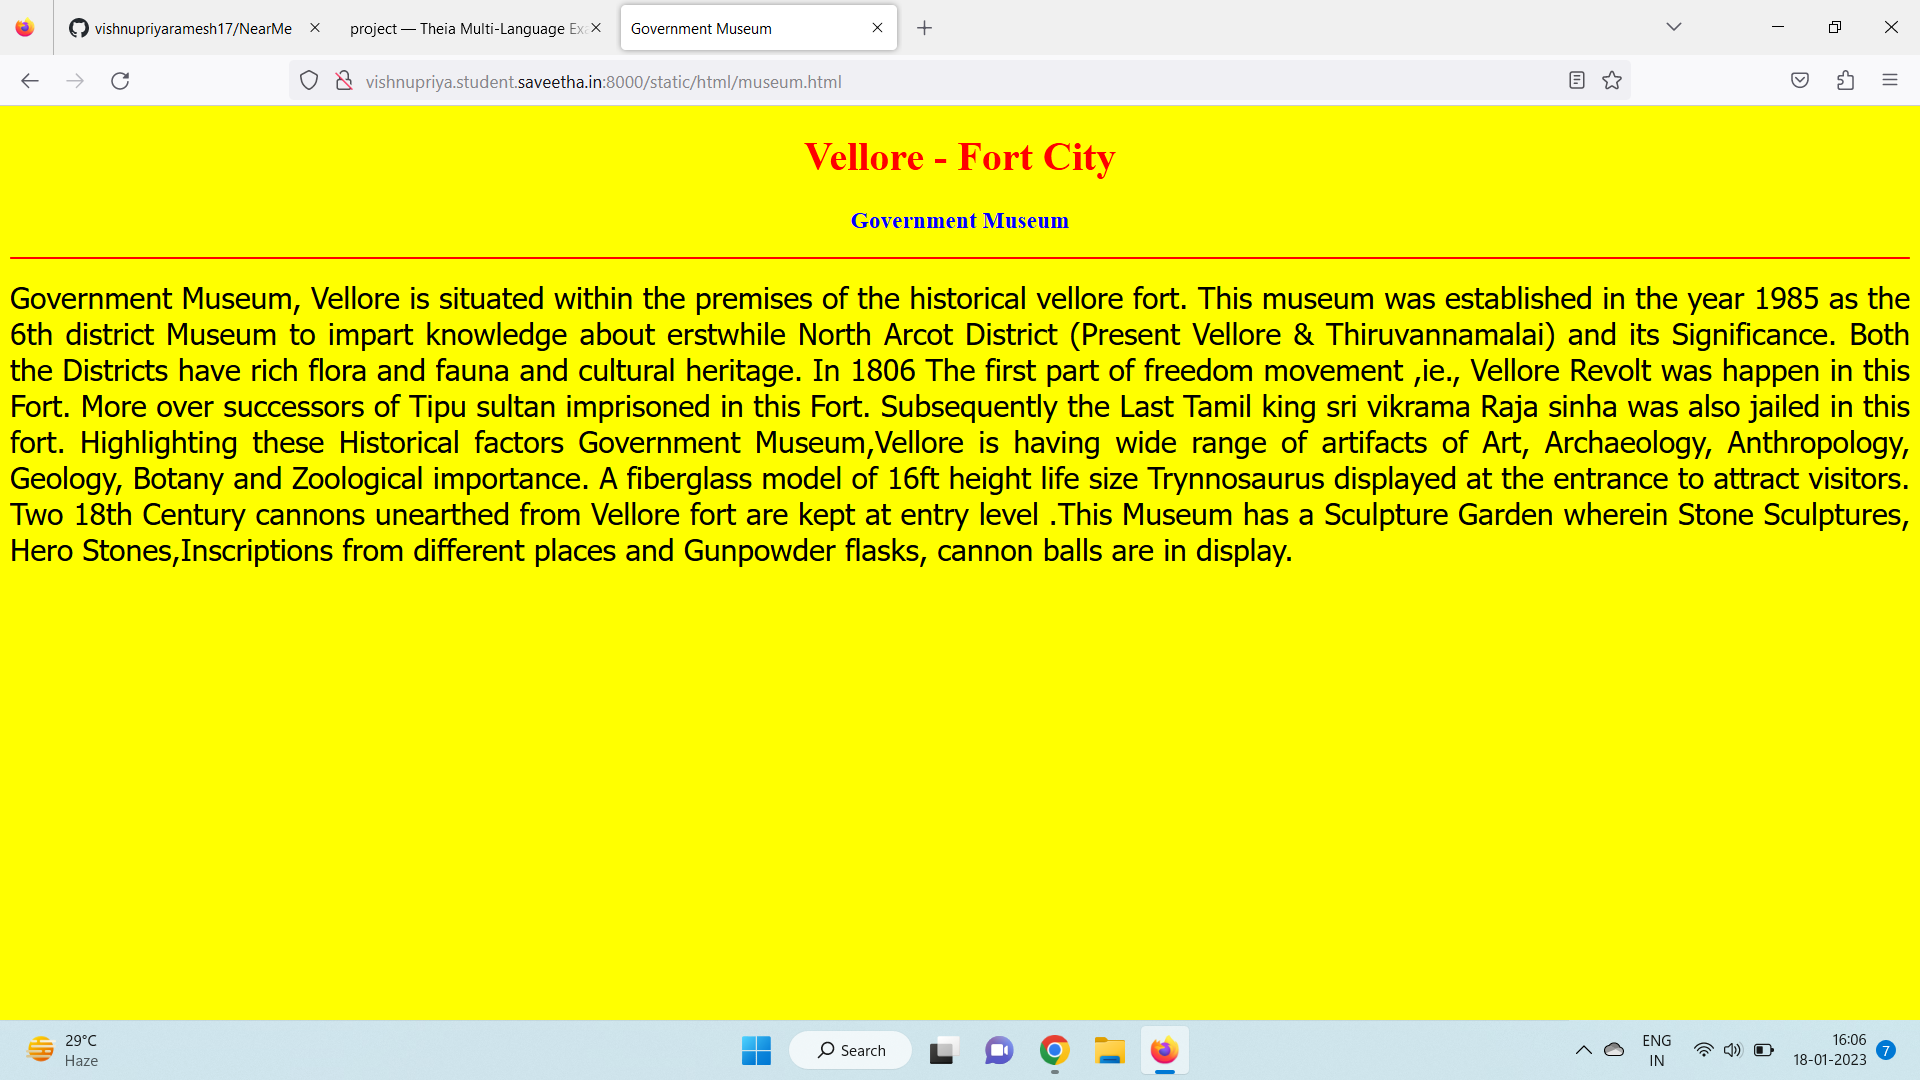 vishnupriyaramesh17/NearMe
project — Theia Multi-Language Exa
Government Museum
vishnupriya.student.saveetha.in:8000/static/html/museum.html
Vellore - Fort City
Government Museum
Government Museum, Vellore is situated within the premises of the historical vellore fort. This museum was established in the year 1985 as the
6th district Museum to impart knowledge about erstwhile North Arcot District (Present Vellore & Thiruvannamalai) and its Significance. Both
the Districts have rich flora and fauna and cultural heritage. In 1806 The first part of freedom movement ,ie., Vellore Revolt was happen in this
Fort. More over successors of Tipu sultan imprisoned in this Fort. Subsequently the Last Tamil king sri vikrama Raja sinha was also jailed in this
fort. Highlighting these Historical factors Government Museum,Vellore is having wide range of artifacts of Art, Archaeology, Anthropology,
Geology, Botany and Zoological importance. A fiberglass model of 16ft height life size Trynnosaurus displayed at the entrance to attract visitors.
Two 18th Century cannons unearthed from Vellore fort are kept at entry level .This Museum has a Sculpture Garden wherein Stone Sculptures,
Hero Stones,Inscriptions from different places and Gunpowder flasks, cannon balls are in display.
29°C
Haze
Search
ENG
IN
16:06
18-01-2023
7